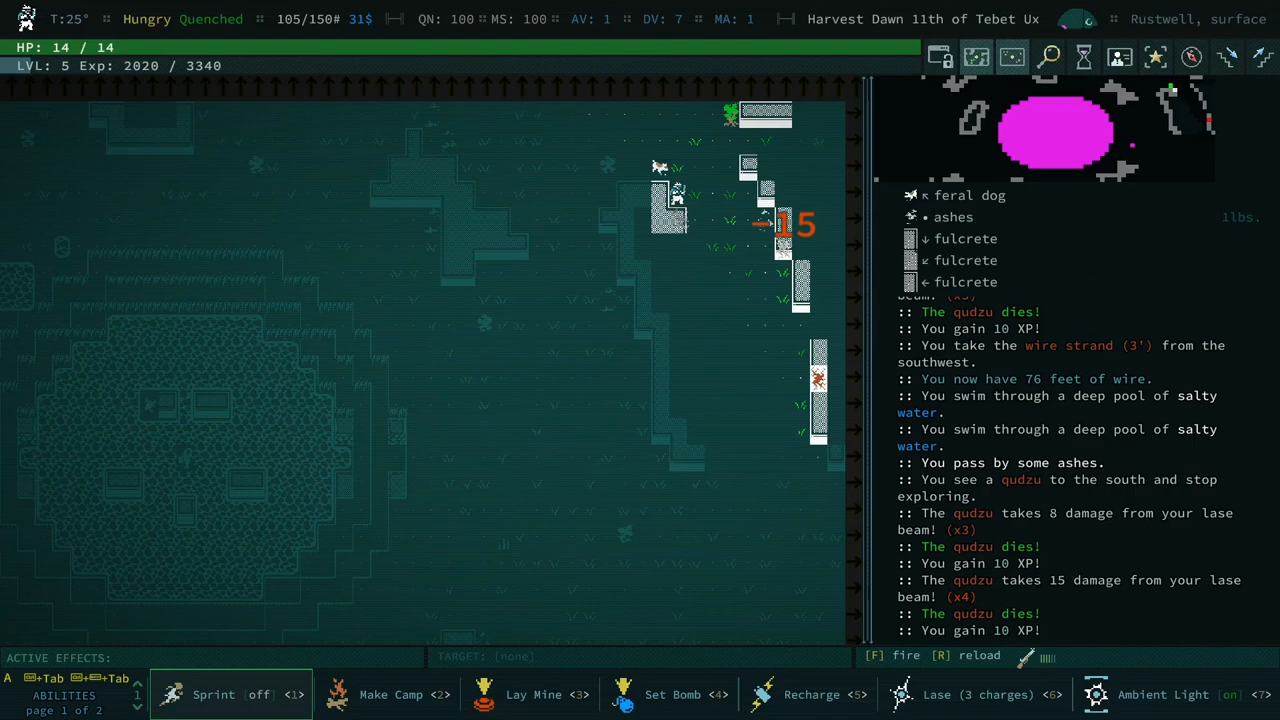 T:25° :: Hungry Quenched :: 105/150# 31$ QN: 100 :: MS: 100 :: AV: 1 :: DV: 7 :: MA: 1 Harvest Dawn 11th of Tebet Ux :: Rustwell, surface
HP: 14 / 14
LVL: 5 Exp: 2020 / 3340
-15
feral dog
ashes 1lbs.
fulcrete
fulcrete
fulcrete
beam! (x3)
:: The qudzu dies!
:: You gain 10 XP!
:: You take the wire strand (3') from the
southwest.
:: You now have 76 feet of wire.
:: You swim through a deep pool of salty
water.
:: You swim through a deep pool of salty
water.
:: You pass by some ashes.
:: You see a qudzu to the south and stop
exploring.
:: The qudzu takes 8 damage from your lase
beam! (x3)
:: The qudzu dies!
:: You gain 10 XP!
:: The qudzu takes 15 damage from your lase
beam! (x4)
:: The qudzu dies!
:: You gain 10 XP!
ACTIVE EFFECTS: TARGET: [none] [F] fire [R] reload
A +Tab +Tab
ABILITIES 1
page 1 of 2
Sprint [off] <1> Make Camp <2> Lay Mine <3> Set Bomb <4> Recharge <5> Lase (3 charges) <6> Ambient Light [on] <7>